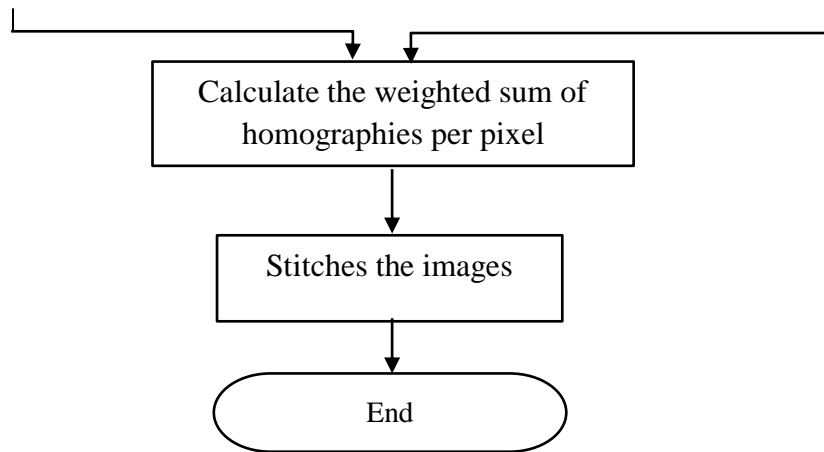 Calculate the weighted sum of
homographies per pixel
Stitches the images
End